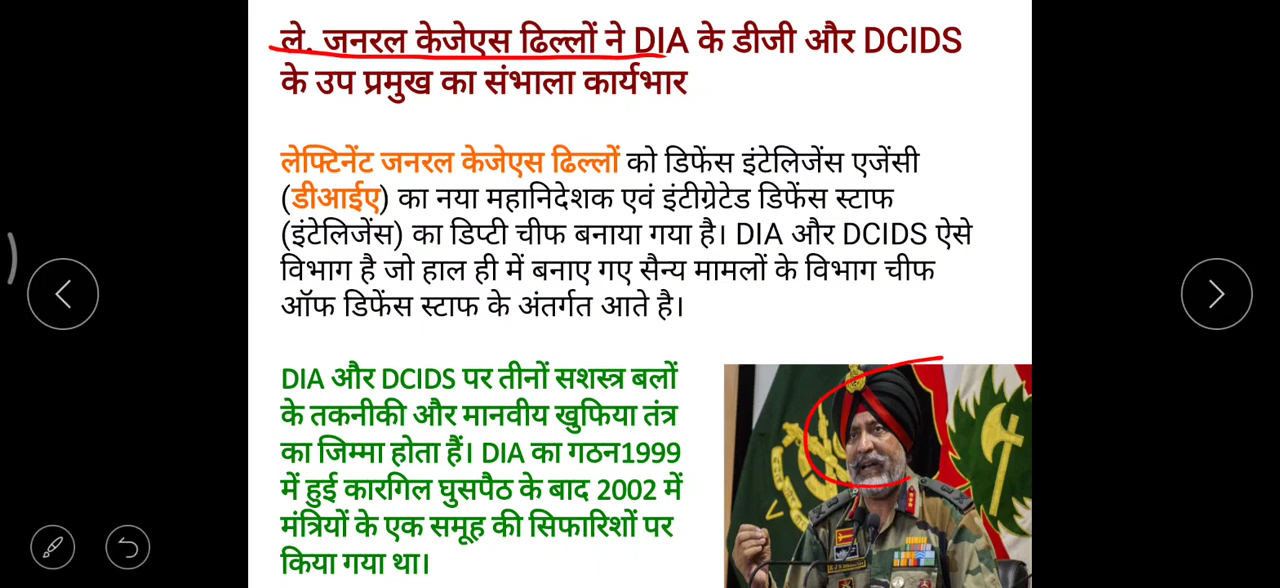 ले. जनरल केजेएस ढिल्लों ने DIA के डीजी और DCIDS
के उप प्रमुख का संभाला कार्यभार
लेफ्टिनेंट जनरल केजेएस ढिल्लों को डिफेंस इंटेलिजेंस एजेंसी
(डीआईए) का नया महानिदेशक एवं इंटीग्रेटेड डिफेंस स्टाफ
(इंटेलिजेंस) का डिप्टी चीफ बनाया गया है। DIA और DCIDS ऐसे
विभाग है जो हाल ही में बनाए गए सैन्य मामलों के विभाग चीफ
ऑफ डिफेंस स्टाफ के अंतर्गत आते है।
DIA और DCIDS पर तीनों सशस्त्र बलों
के तकनीकी और मानवीय खुफिया तंत्र
का जिम्मा होता हैं। DIA का गठन1999
में हुई कारगिल घुसपैठ के बाद 2002 में
मंत्रियों के एक समूह की सिफारिशों पर
किया गया था।